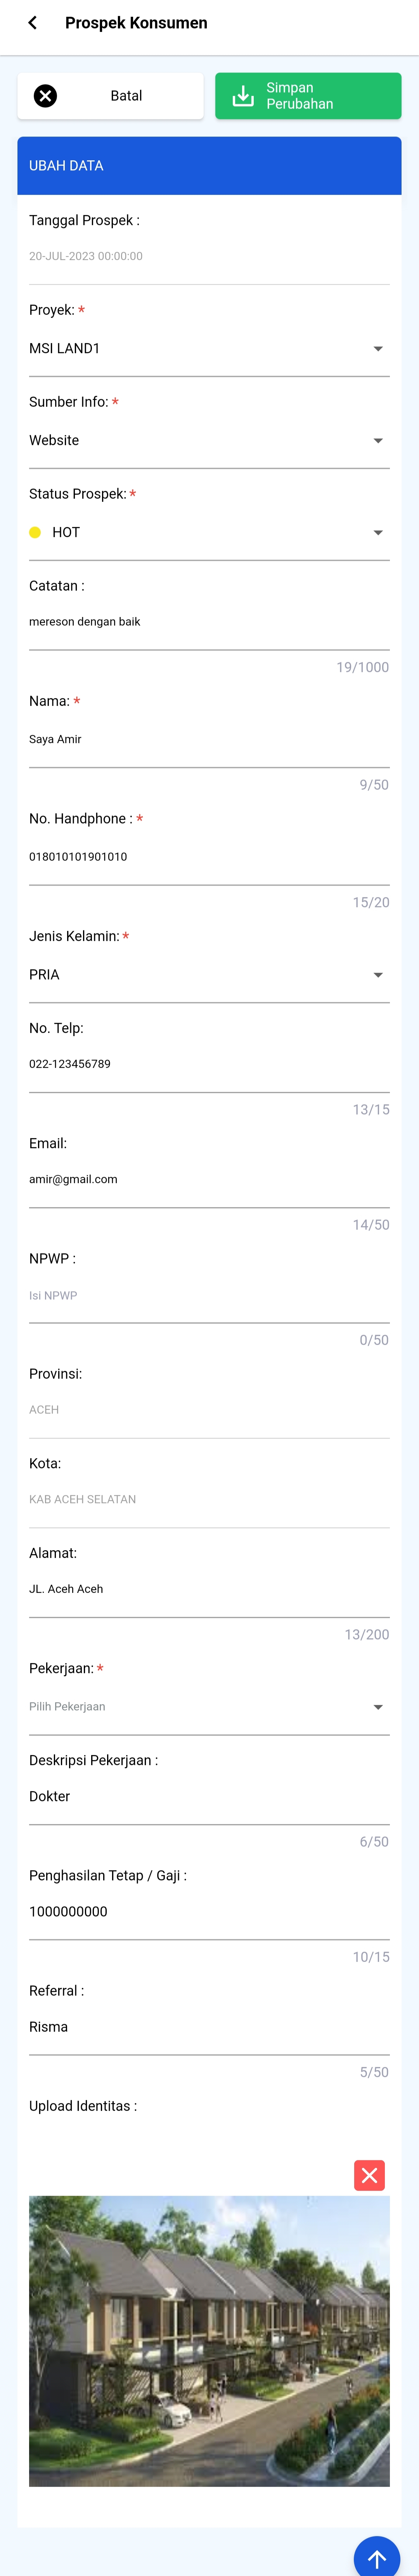 Prospek Konsumen
Batal
Simpan
Perubahan
UBAH DATA
Tanggal Prospek :
20-JUL-2023 00:00:00
Proyek: *
MSI LAND1
Sumber Info: *
Website
Status Prospek: *
HOT
Catatan :
mereson dengan baik
19/1000
Nama: *
Saya Amir
9/50
No. Handphone : *
018010101901010
15/20
Jenis Kelamin: *
PRIA
No. Telp:
022-123456789
13/15
Email:
amir@gmail.com
14/50
NPWP :
Isi NPWP
0/50
Provinsi:
ACEH
Kota:
KAB ACEH SELATAN
Alamat:
JL. Aceh Aceh
13/200
Pekerjaan: *
Pilih Pekerjaan
Deskripsi Pekerjaan :
Dokter
6/50
Penghasilan Tetap / Gaji :
1000000000
10/15
Referral :
Risma
5/50
Upload Identitas :